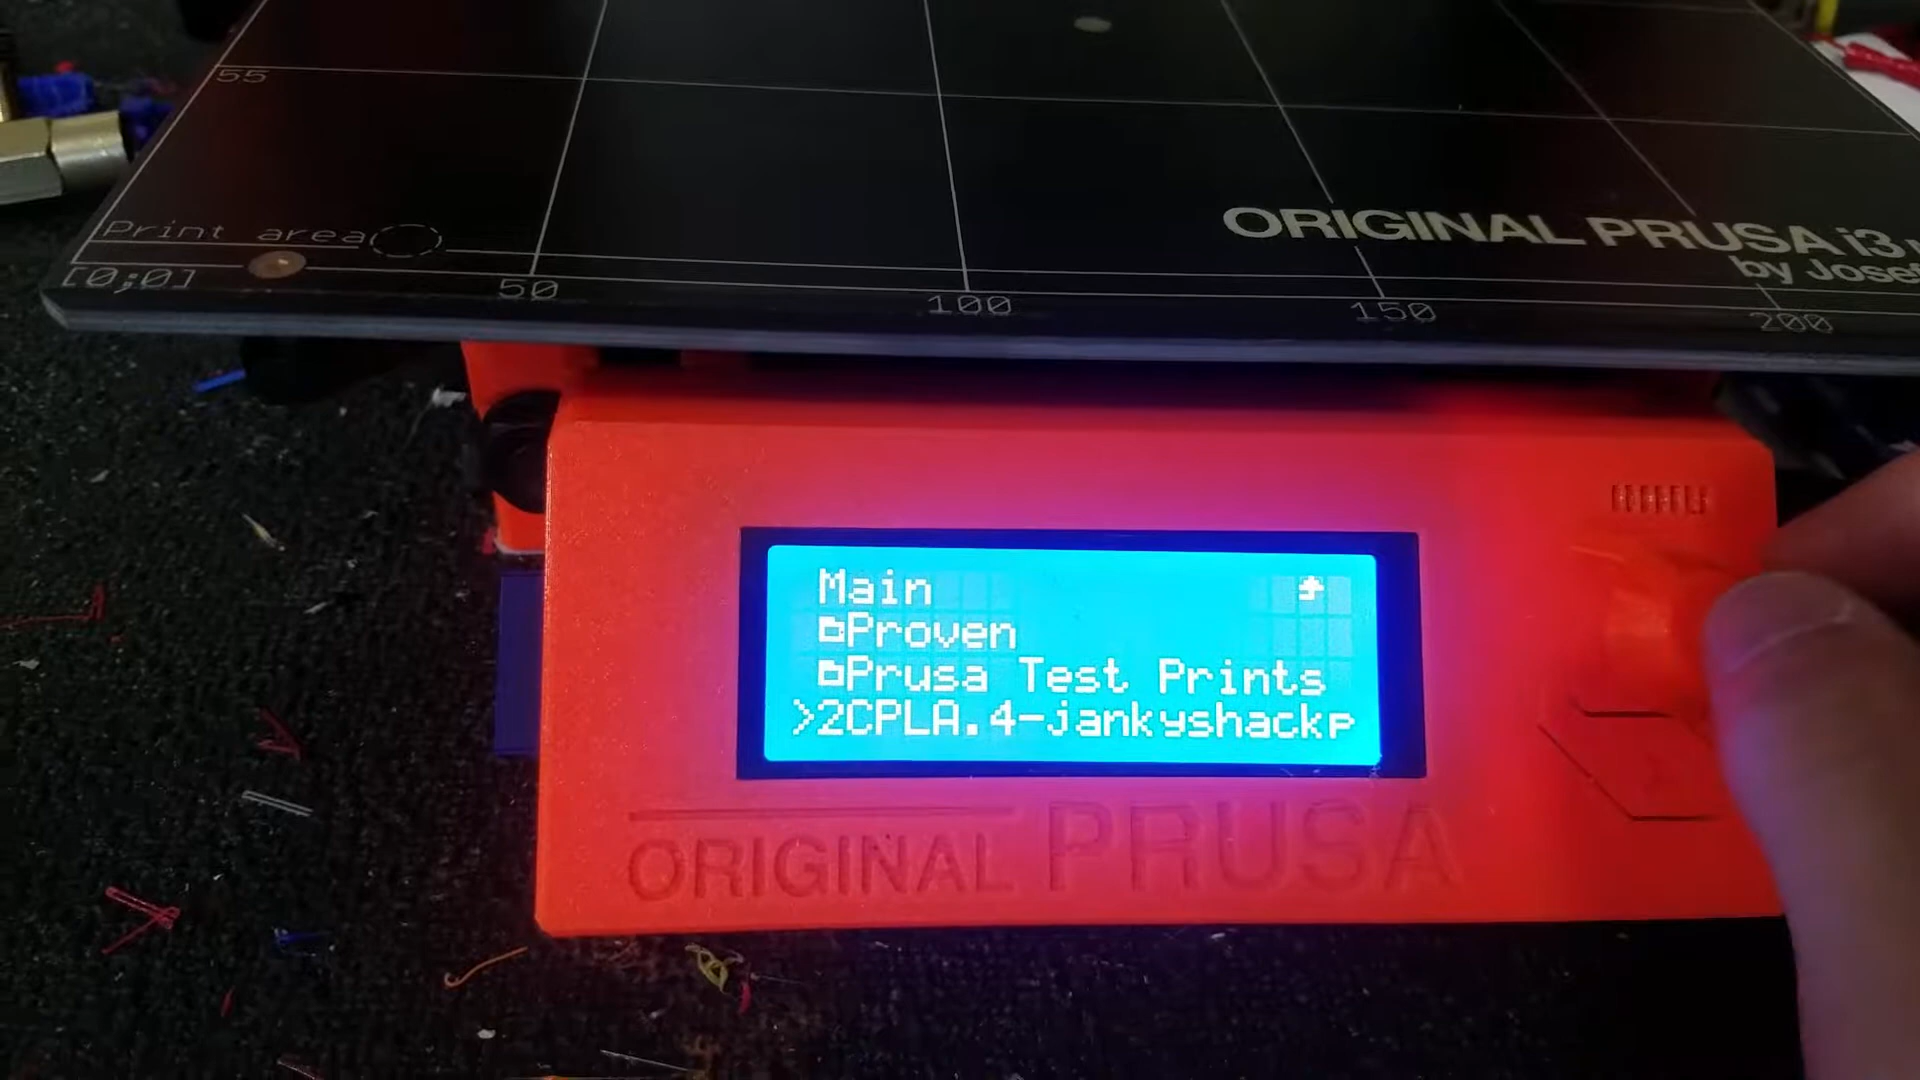 55
Print area
[0;0]
50
100
150
200
ORIGINAL PRUSA i3
by Josef
Main
Proven
Prusa Test Prints
>2CPLA.4-jankyshackp
ORIGINAL PRUSA